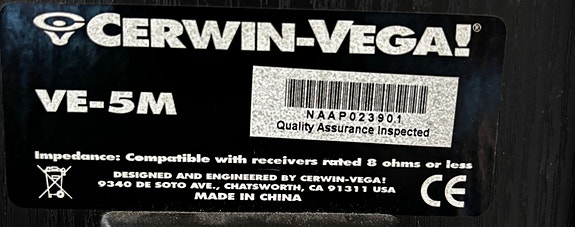 CERWIN-VEGA!®
VE-5M
NAAP023901
Quality Assurance Inspected
Impedance: Compatible with receivers rated 8 ohms or less
DESIGNED AND ENGINEERED BY CERWIN-VEGA!
9340 DE SOTO AVE., CHATSWORTH, CA 91311 USA
MADE IN CHINA
CE